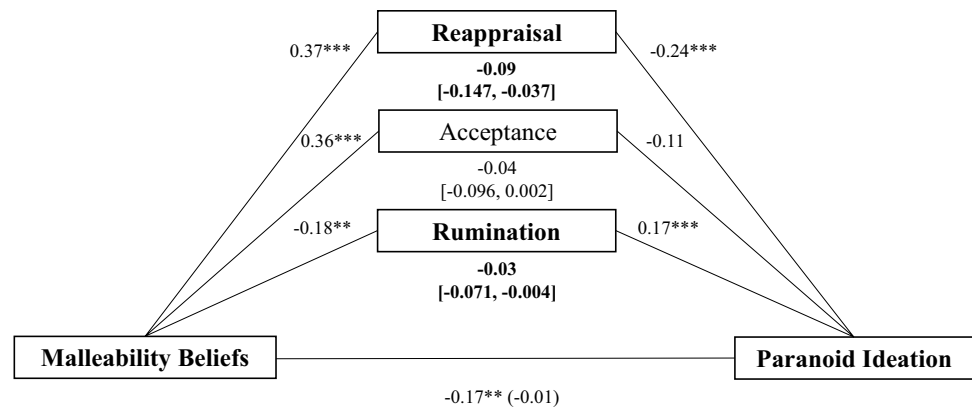 Reappraisal
0.37***
-0.24***
-0.09
[-0.147, -0.037]
Acceptance
0.36***
-0.11
-0.04
[-0.096, 0.002]
Rumination
-0.18**
0.17***
-0.03
[-0.071, -0.004]
Malleability Beliefs
Paranoid Ideation
-0.17** (-0.01)